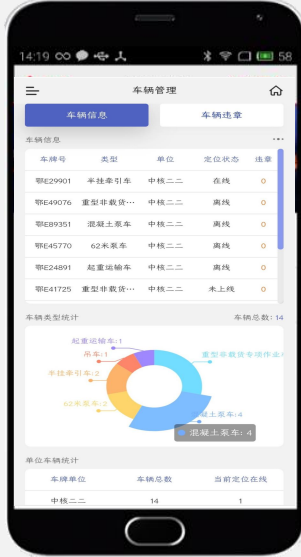 14:19 58
车辆管理
车辆信息 车辆违章
车辆信息 ···
车牌号 类型 单位 定位状态 违章
鄂E29901 半挂牵引车 中核二二 在线 0
鄂E49076 重型非载货··· 中核二二 离线 0
鄂E89351 混凝土泵车 中核二二 离线 0
鄂E45770 62米泵车 中核二二 离线 0
鄂E24891 起重运输车 中核二二 离线 0
鄂E41725 重型非载货··· 中核二二 未上线 0
车辆类型统计 车辆总数: 14
起重运输车: 1
吊车: 1
重型非载货专项作业
半挂牵引车: 2
62米泵车: 2
凝土泵车: 4
混凝土泵车: 4
单位车辆统计
车牌单位 车辆总数 当前定位在线
中核二二 14 1